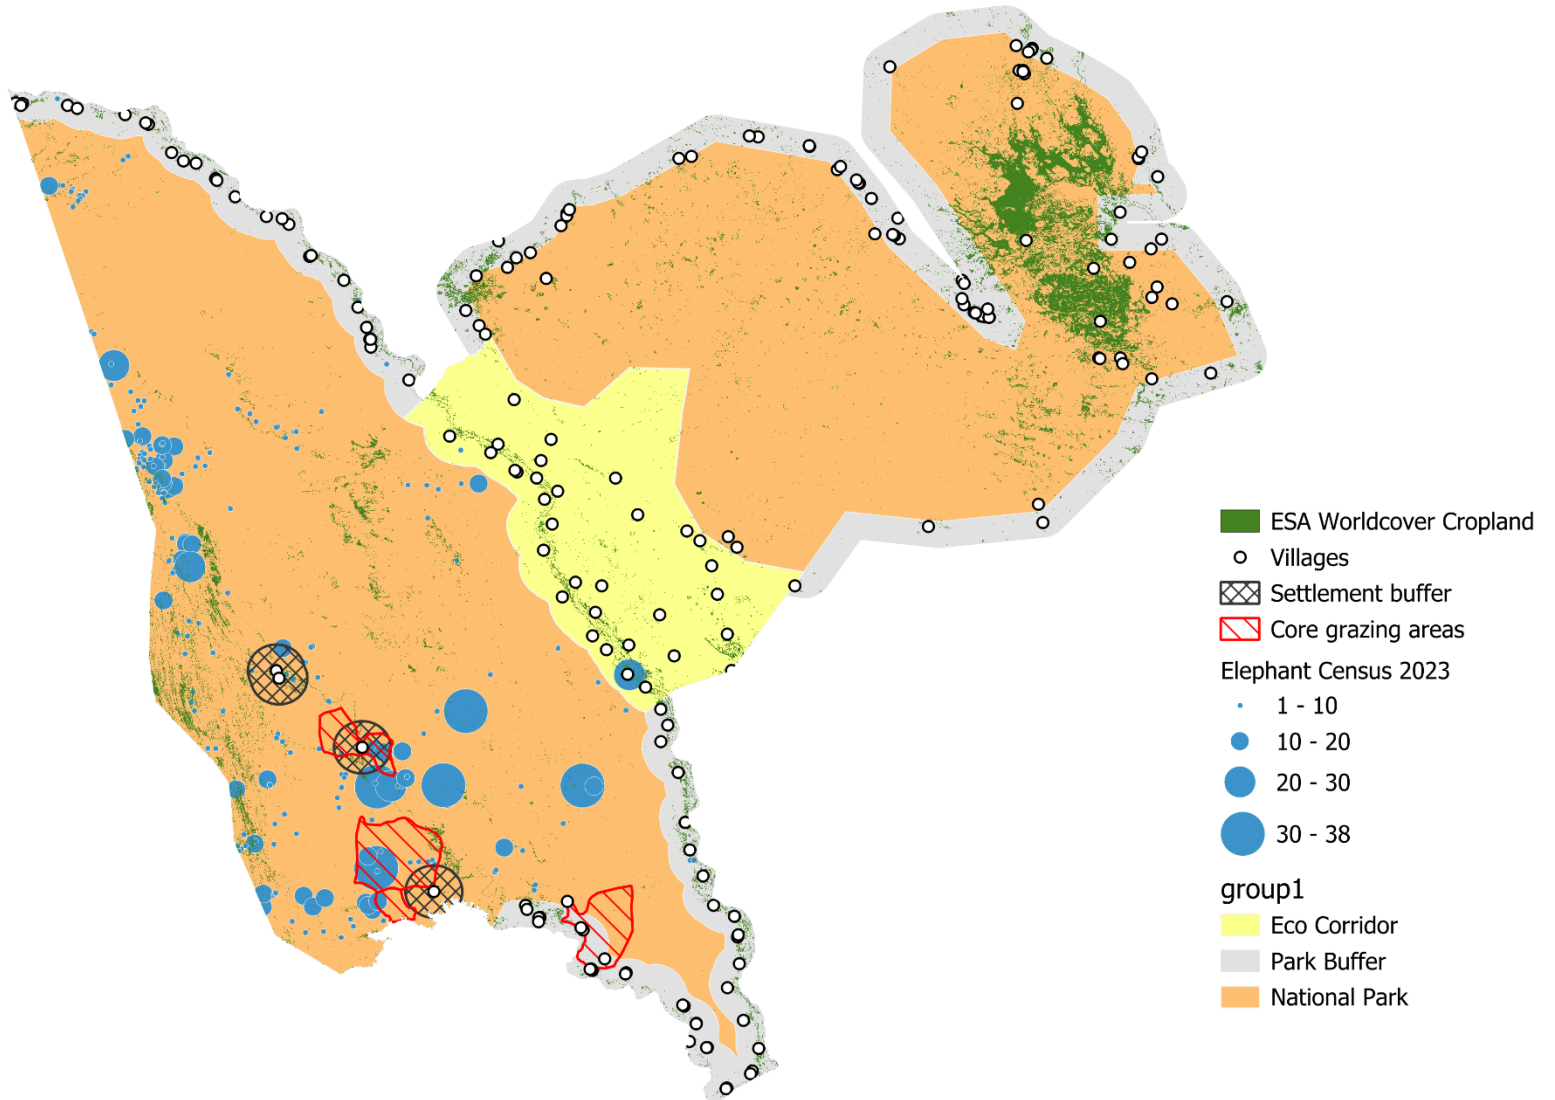 ESA Worldcover Cropland
Villages
Settlement buffer
Core grazing areas
Elephant Census 2023
1 - 10
10 - 20
20 - 30
30 - 38
group1
Eco Corridor
Park Buffer
National Park